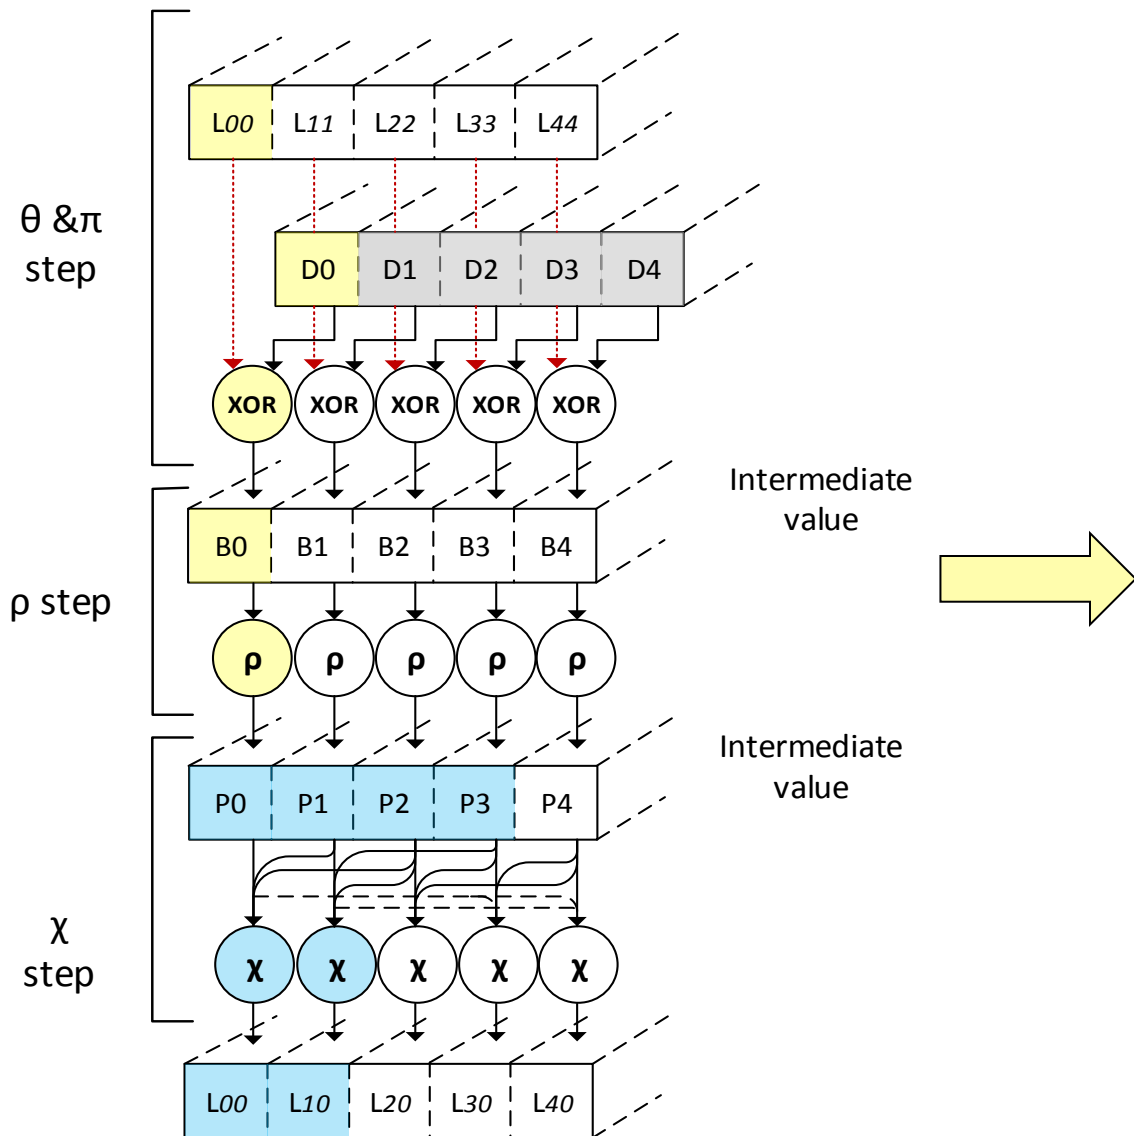 L00 L11 L22 L33 L44
θ &π
step
D0 D1 D2 D3 D4
XOR XOR XOR XOR XOR
Intermediate
value
B0 B1 B2 B3 B4
ρ step
ρ ρ ρ ρ ρ
Intermediate
value
P0 P1 P2 P3 P4
χ
step
χ χ χ χ χ
L00 L10 L20 L30 L40